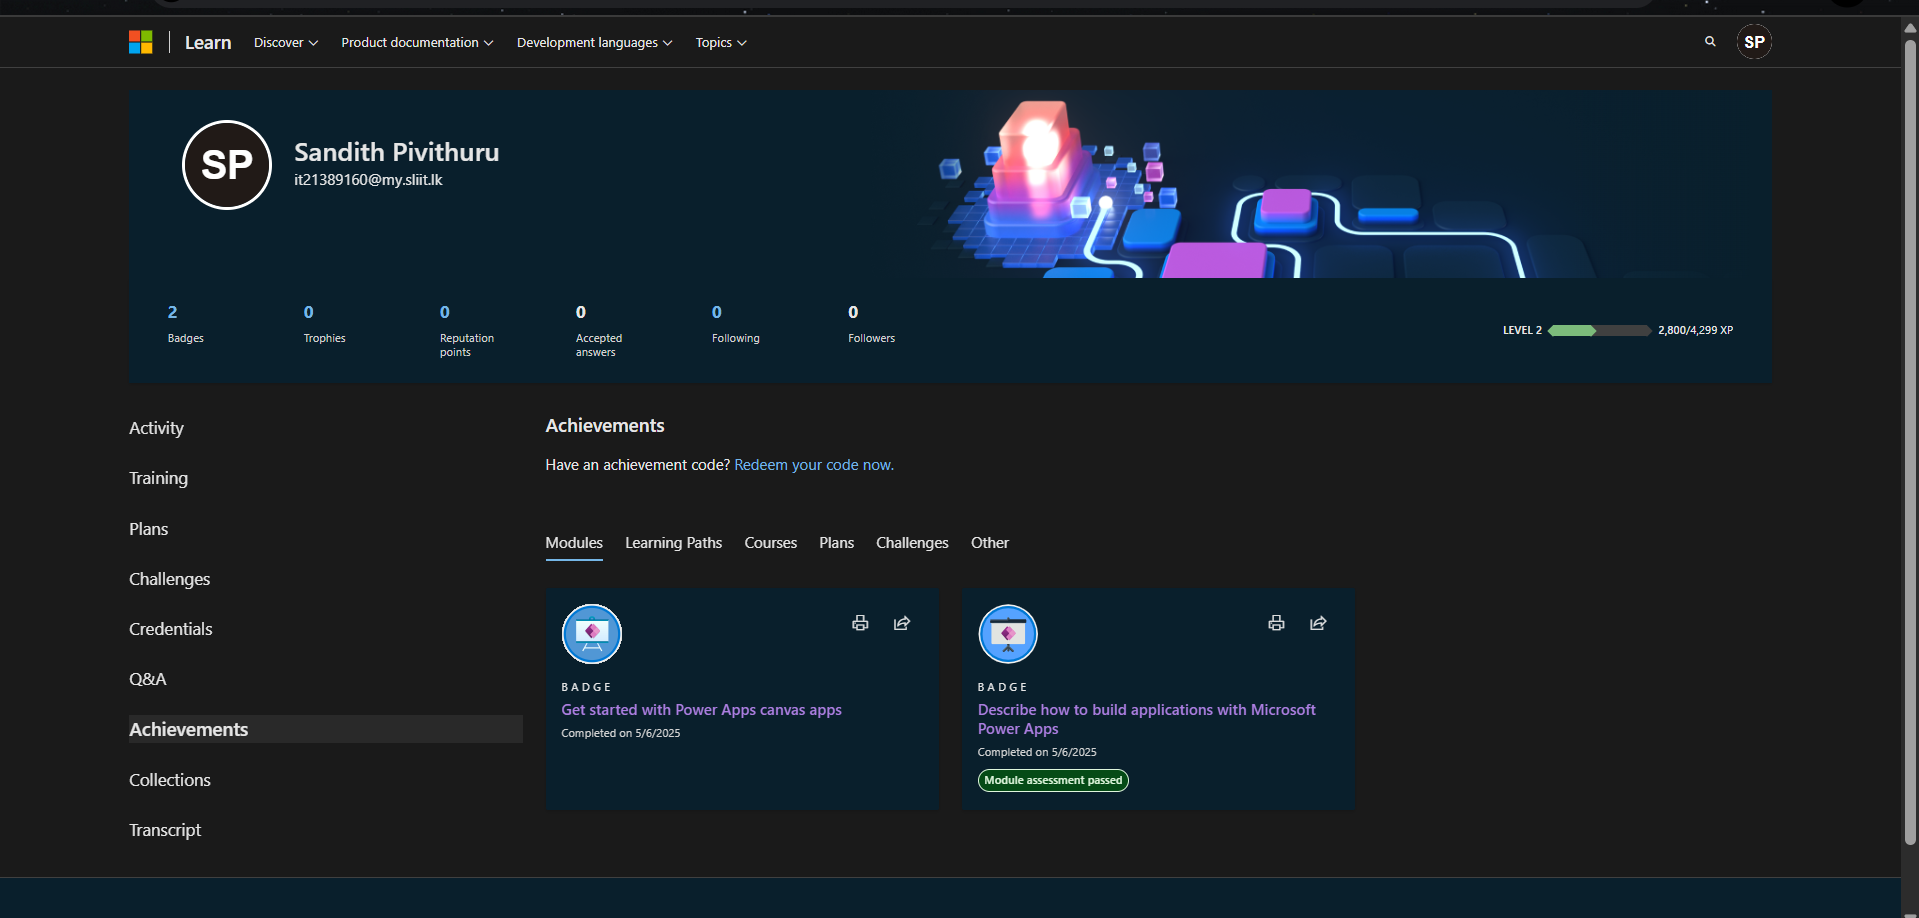 Learn
Discover
Product documentation
Development languages
Topics
SP
SP
Sandith Pivithuru
it21389160@my.sliit.lk
2
Badges
0
Trophies
0
Reputation
points
0
Accepted
answers
0
Following
0
Followers
LEVEL 2
2,800/4,299 XP
Activity
Training
Plans
Challenges
Credentials
Q&A
Achievements
Collections
Transcript
Achievements
Have an achievement code? Redeem your code now.
Modules
Learning Paths
Courses
Plans
Challenges
Other
BADGE
Get started with Power Apps canvas apps
Completed on 5/6/2025
BADGE
Describe how to build applications with Microsoft
Power Apps
Completed on 5/6/2025
Module assessment passed